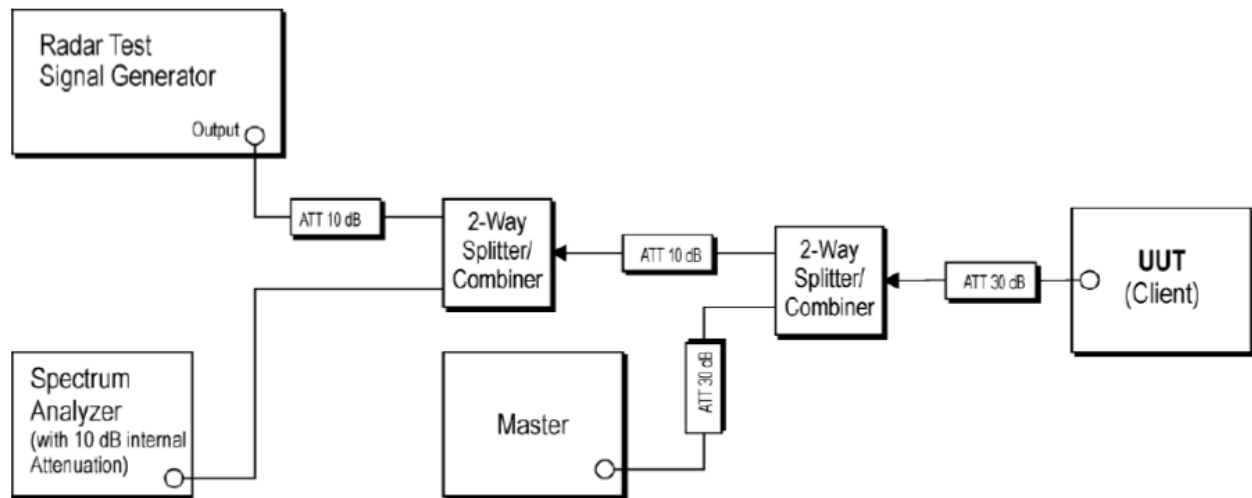 Radar Test
Signal Generator
Output
ATT 10 dB
2-Way
Splitter/
Combiner
ATT 10 dB
2-Way
Splitter/
Combiner
ATT 30 dB
UUT
(Client)
Spectrum
Analyzer
(with 10 dB internal
Attenuation)
Master
ATT 30 dB